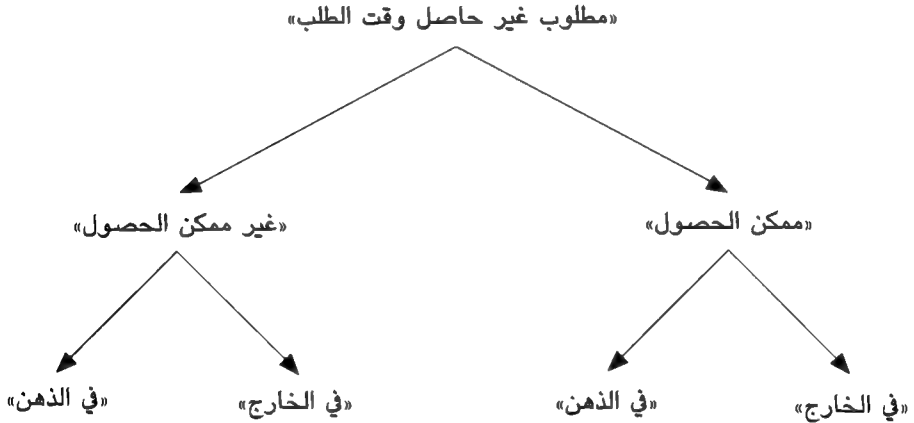 «مطلوب غير حاصل وقت الطلب»
«ممكن الحصول»
«غير ممكن الحصول»
«في الخارج»
«في الذهن»
«في الخارج»
«في الذهن»